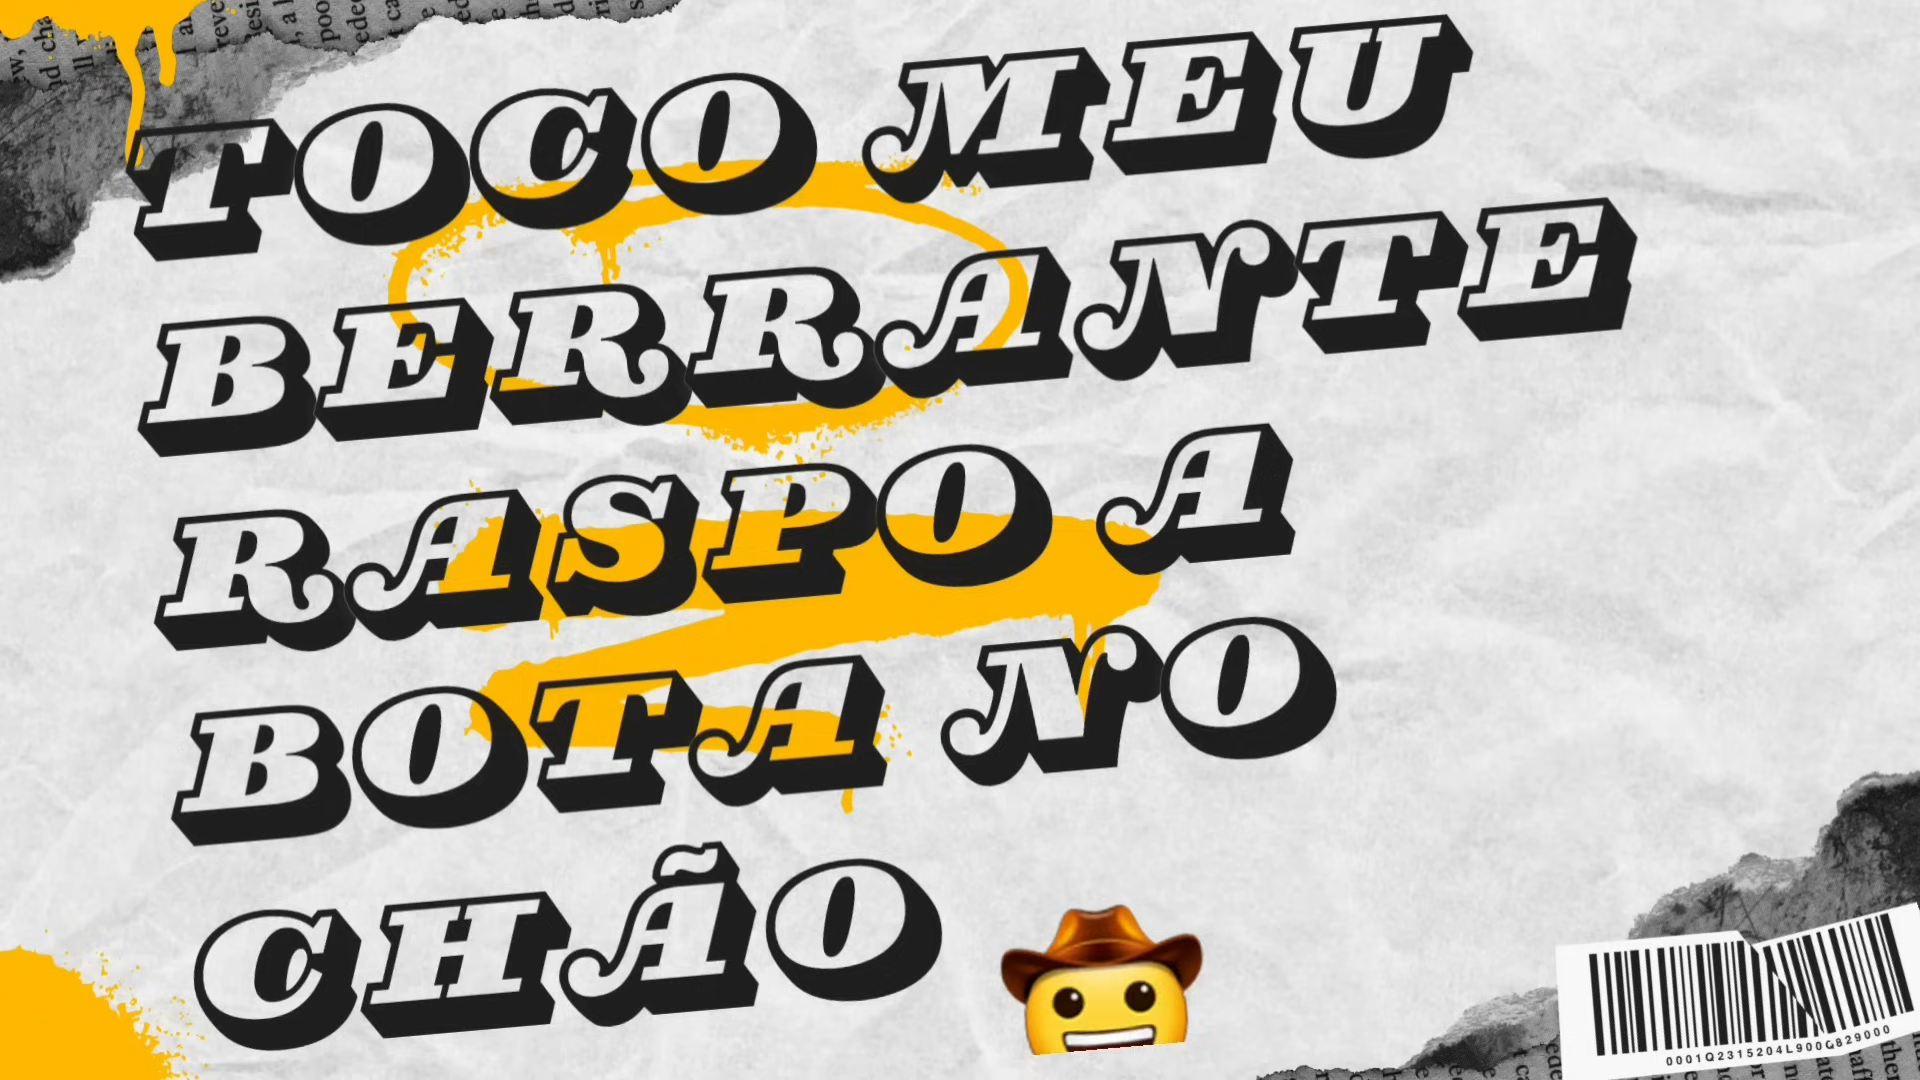 TOCO MEU
BERRANTE
RASPO A
BOTA NO
CHÃO